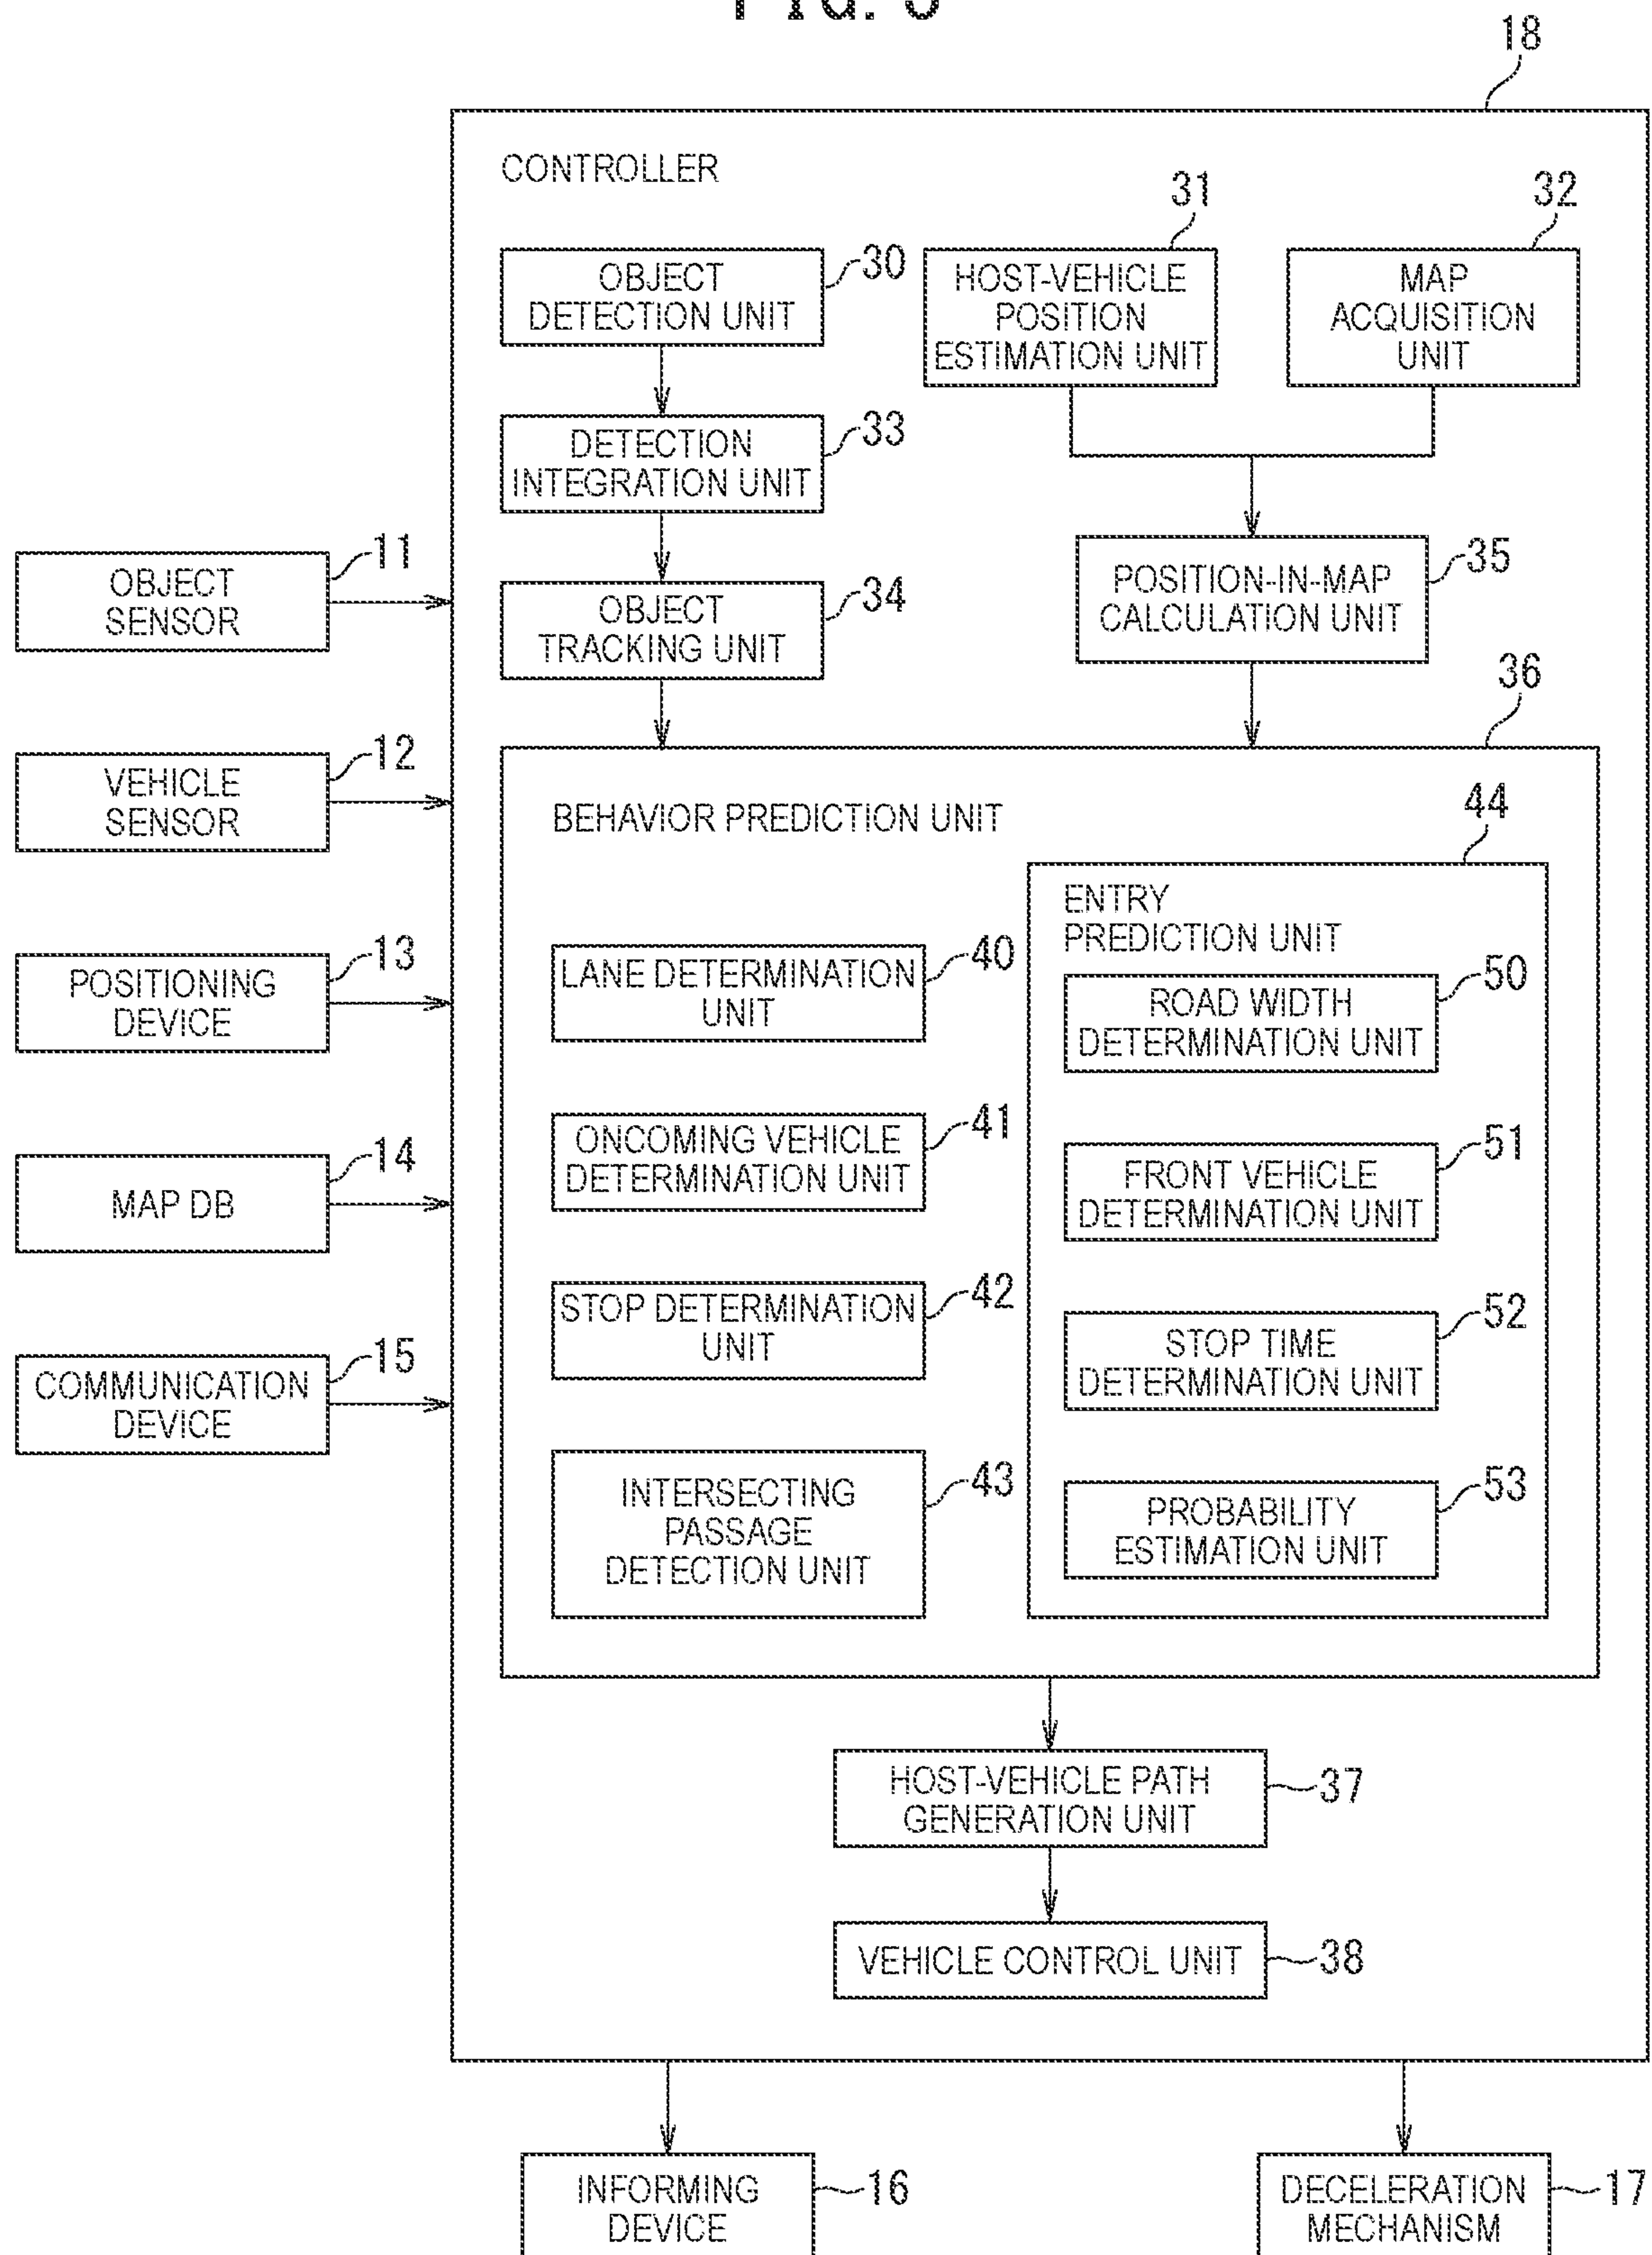 FIG.
18
CONTROLLER
31
32
OBJECT
DETECTION UNIT
30
HOST-VEHICLE
POSITION
ESTIMATION UNIT
MAP
ACQUISITION
UNIT
DETECTION
INTEGRATION UNIT
33
OBJECT
SENSOR
11
OBJECT
TRACKING UNIT
34
POSITION-IN-MAP
CALCULATION UNIT
35
36
VEHICLE
SENSOR
12
BEHAVIOR PREDICTION UNIT
44
ENTRY
PREDICTION UNIT
POSITIONING
DEVICE
13
LANE DETERMINATION
UNIT
40
ROAD WIDTH
DETERMINATION UNIT
50
MAP DB
14
ONCOMING VEHICLE
DETERMINATION UNIT
41
FRONT VEHICLE
DETERMINATION UNIT
51
COMMUNICATION
DEVICE
15
STOP DETERMINATION
UNIT
42
STOP TIME
DETERMINATION UNIT
52
INTERSECTING
PASSAGE
DETECTION UNIT
43
PROBABILITY
ESTIMATION UNIT
53
HOST-VEHICLE PATH
GENERATION UNIT
37
VEHICLE CONTROL UNIT
38
INFORMING
DEVICE
16
DECELERATION
MECHANISM
17